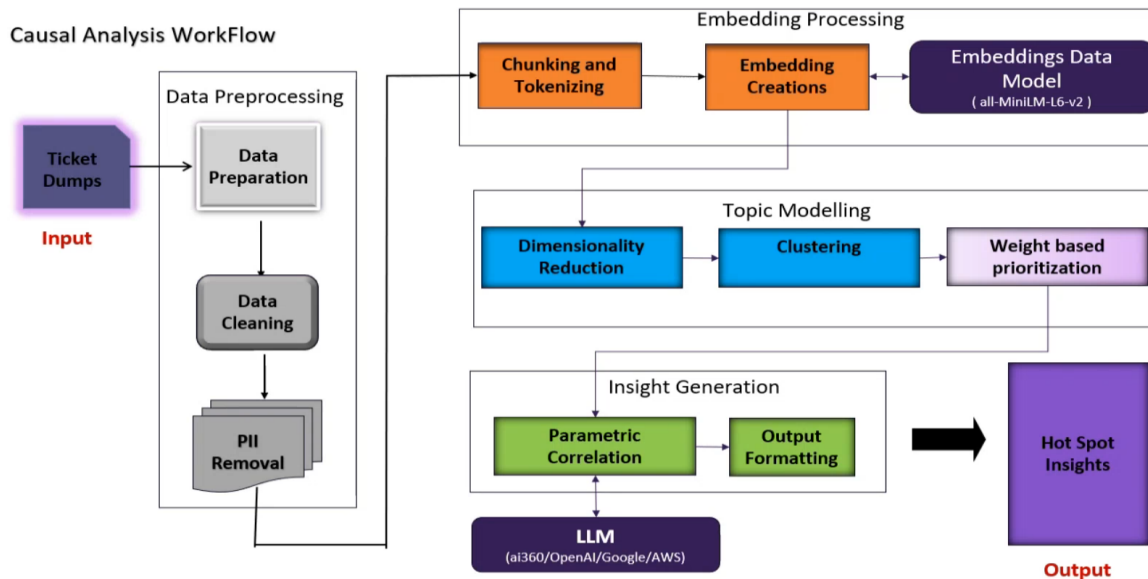 Causal Analysis WorkFlow
Data Preprocessing
Ticket
Dumps
Input
Data
Preparation
Data
Cleaning
PII
Removal
Embedding Processing
Chunking and
Tokenizing
Embedding
Creations
Embeddings Data
Model
( all-MiniLM-L6-v2 )
Topic Modelling
Dimensionality
Reduction
Clustering
Weight based
prioritization
Insight Generation
Parametric
Correlation
Output
Formatting
LLM
(ai360/OpenAI/Google/AWS)
Hot Spot
Insights
Output